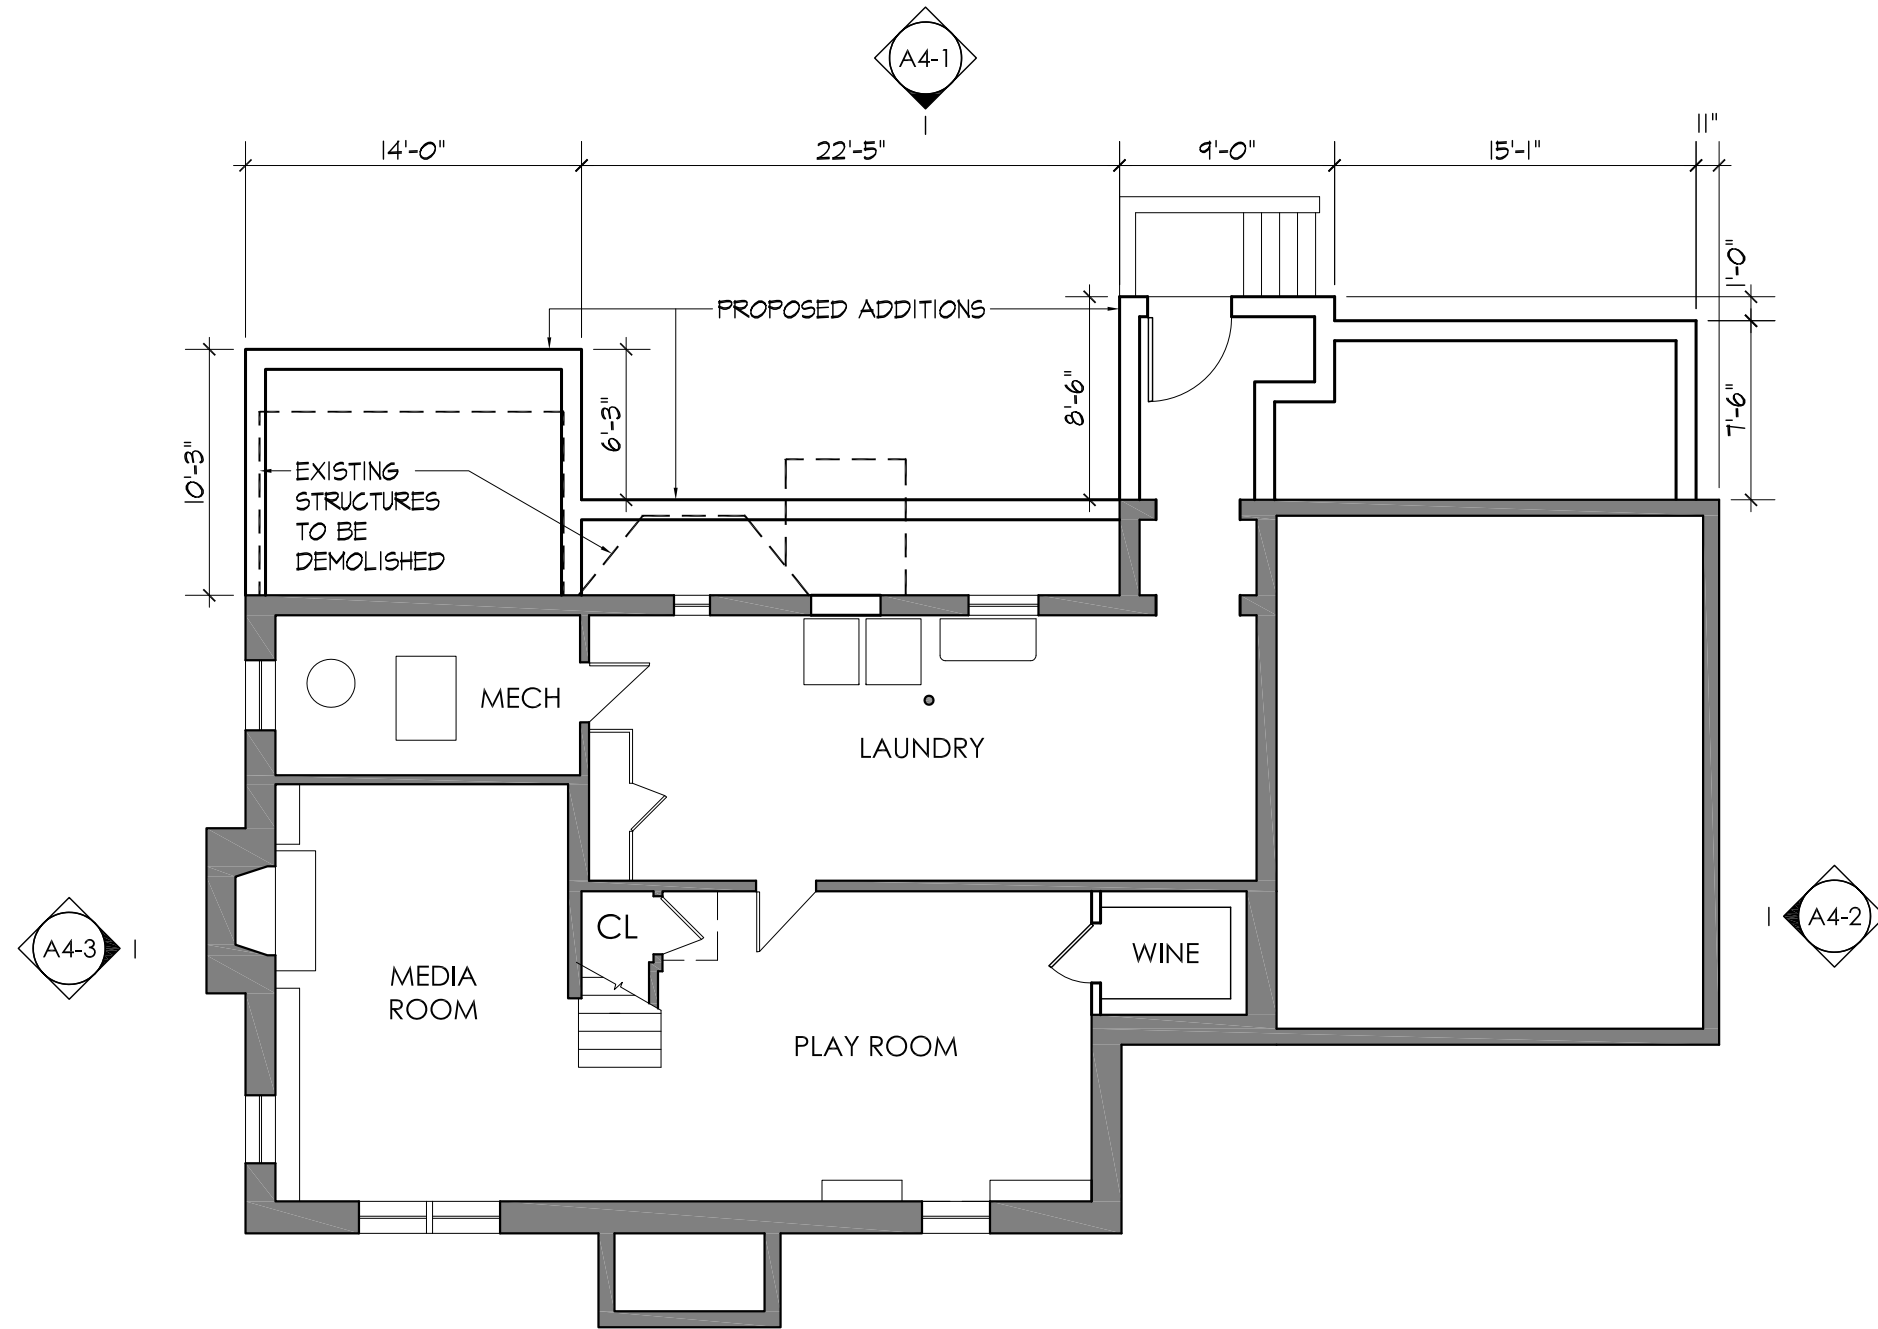 A4-1
14'-0"
22'-5"
9'-0"
15'-1"
11"
1'-0"
PROPOSED ADDITIONS
10'-3"
6'-3"
8'-6"
7'-6"
EXISTING
STRUCTURES
TO BE
DEMOLISHED
MECH
LAUNDRY
CL
WINE
A4-3
A4-2
MEDIA
ROOM
PLAY ROOM